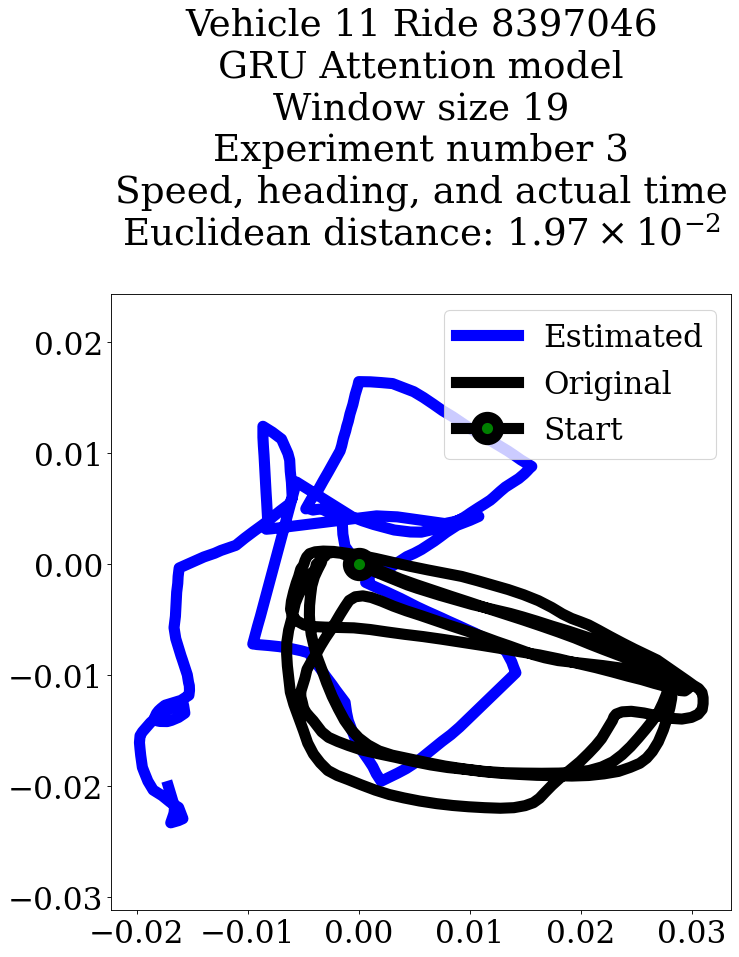 Vehicle 11 Ride 8397046
GRU Attention model
Window size 19
Experiment number 3
Speed, heading, and actual time
Euclidean distance: 1.97 × 10⁻²
Estimated
Original
Start
0.02
0.01
0.00
−0.01
−0.02
−0.03
−0.02 −0.01 0.00 0.01 0.02 0.03